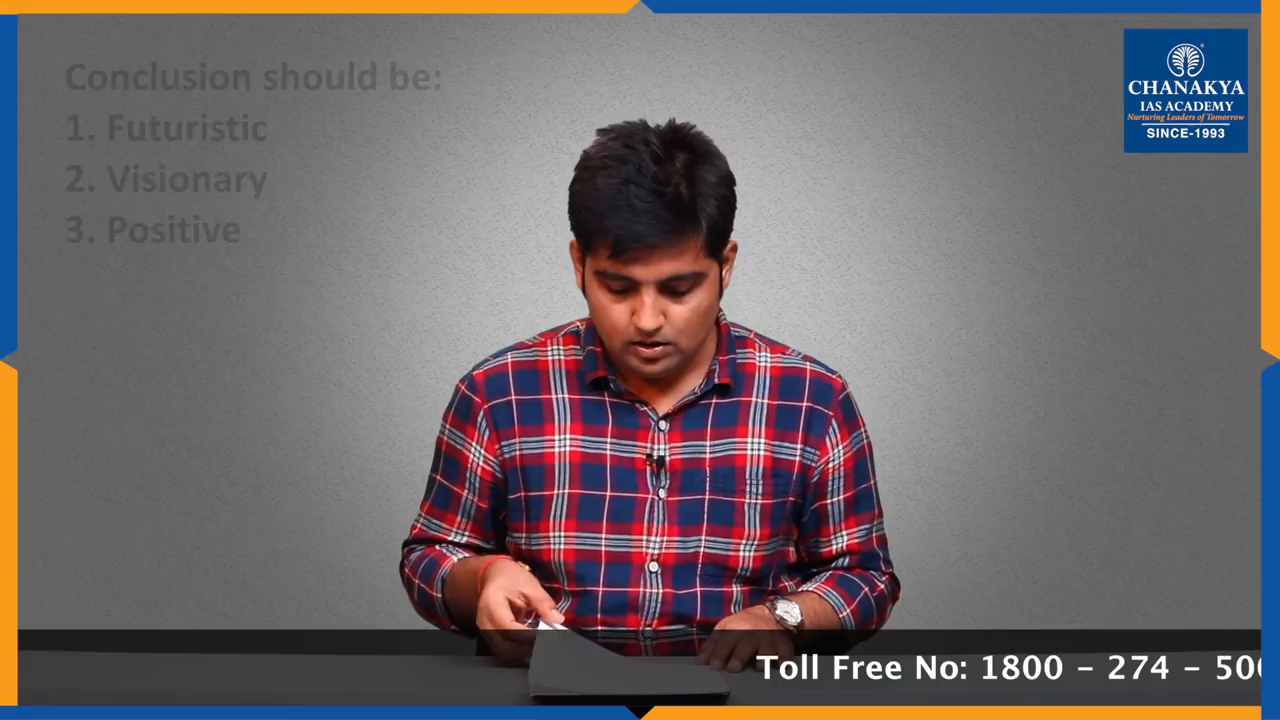 Conclusion should be:
1. Futuristic
2. Visionary
3. Positive
CHANAKYA
IAS ACADEMY
Nurturing Leaders of Tomorrow
SINCE-1993
Toll Free No: 1800 – 274 – 500